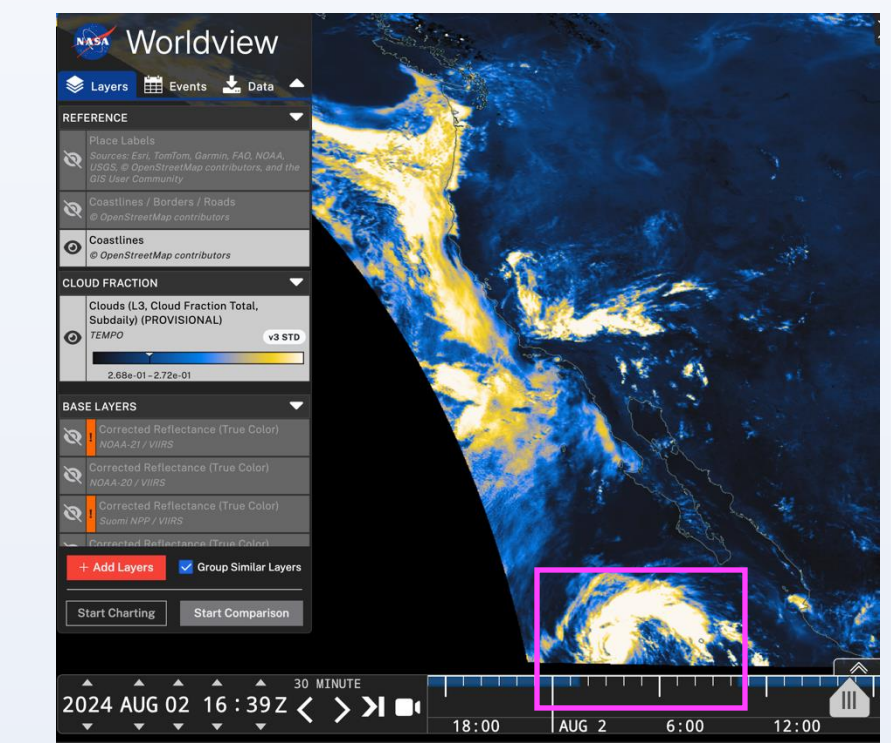 NASA Worldview
Layers Events Data
REFERENCE
Place Labels
Sources: Esri, TomTom, Garmin, FAO, NOAA,
USGS, © OpenStreetMap contributors, and the
GIS User Community
Coastlines / Borders / Roads
© OpenStreetMap contributors
Coastlines
© OpenStreetMap contributors
CLOUD FRACTION
Clouds (L3, Cloud Fraction Total,
Subdaily) (PROVISIONAL)
TEMPO v3 STD
2.68e-01 – 2.72e-01
BASE LAYERS
! Corrected Reflectance (True Color)
NOAA-21 / VIIRS
Corrected Reflectance (True Color)
NOAA-20 / VIIRS
! Corrected Reflectance (True Color)
Suomi NPP / VIIRS
Corrected Reflectance (True Color)
+ Add Layers Group Similar Layers
Start Charting Start Comparison
30 MINUTE
2024 AUG 02 16:39Z
18:00 AUG 2 6:00 12:00